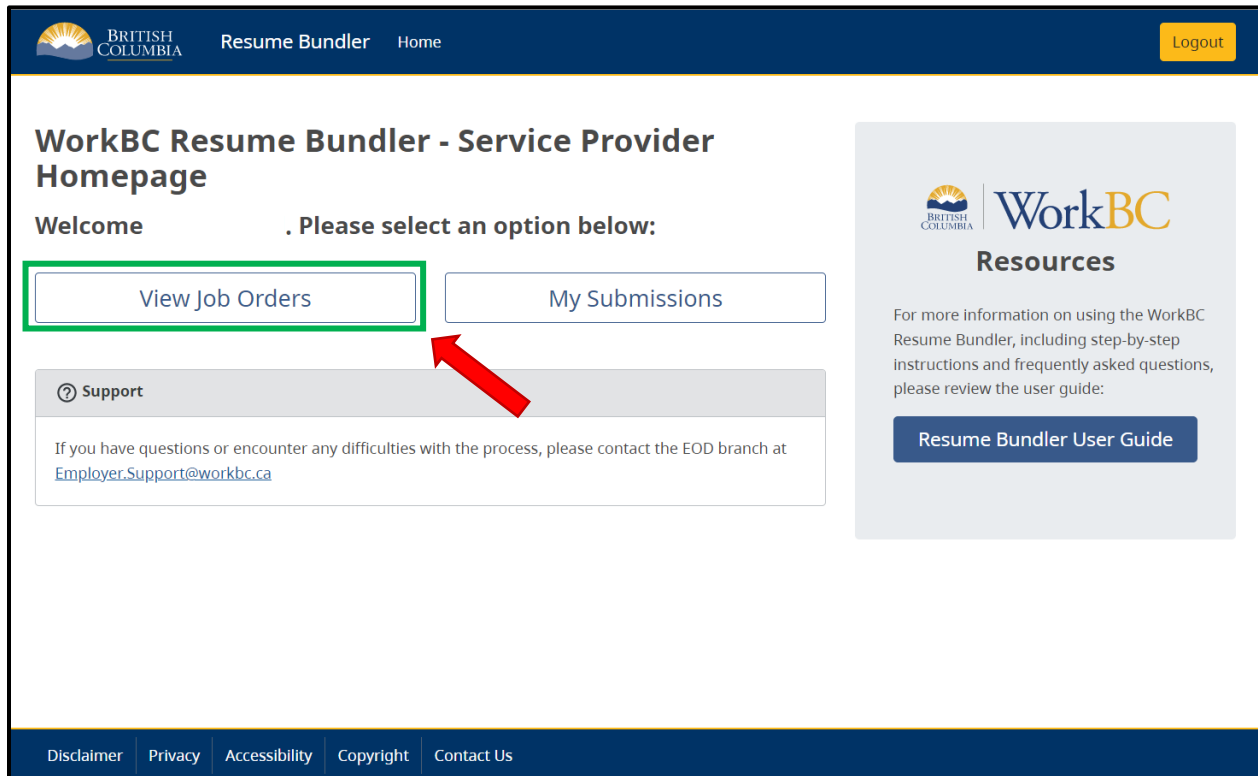 BRITISH
COLUMBIA
Resume Bundler Home
Logout
WorkBC Resume Bundler - Service Provider
Homepage
Welcome . Please select an option below:
View Job Orders
My Submissions
Support
If you have questions or encounter any difficulties with the process, please contact the EOD branch at
Employer.Support@workbc.ca
BRITISH
COLUMBIA
WorkBC
Resources
For more information on using the WorkBC
Resume Bundler, including step-by-step
instructions and frequently asked questions,
please review the user guide:
Resume Bundler User Guide
Disclaimer Privacy Accessibility Copyright Contact Us